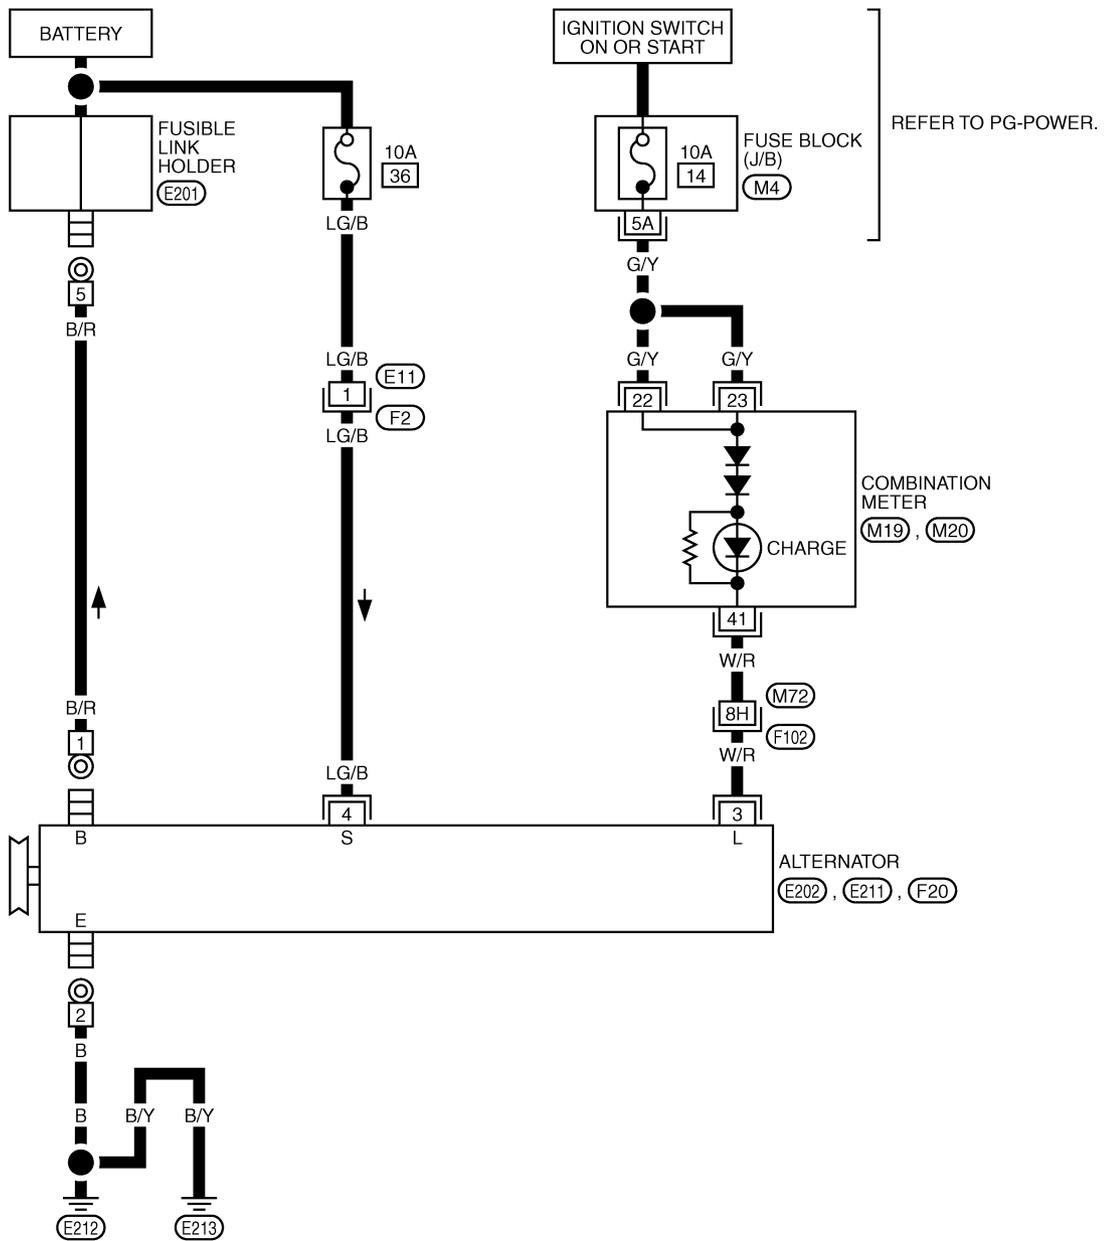 BATTERY
IGNITION SWITCH
ON OR START
REFER TO PG-POWER.
FUSIBLE
LINK
HOLDER
E201
10A
36
10A
14
FUSE BLOCK
(J/B)
M4
LG/B
5A
G/Y
5
B/R
LG/B
E11
1
F2
LG/B
G/Y
G/Y
22
23
COMBINATION
METER
M19 , M20
CHARGE
41
W/R
B/R
M72
8H
F102
1
W/R
LG/B
4
3
B
S
L
ALTERNATOR
E202 , E211 , F20
E
2
B
B
B/Y
B/Y
E212
E213